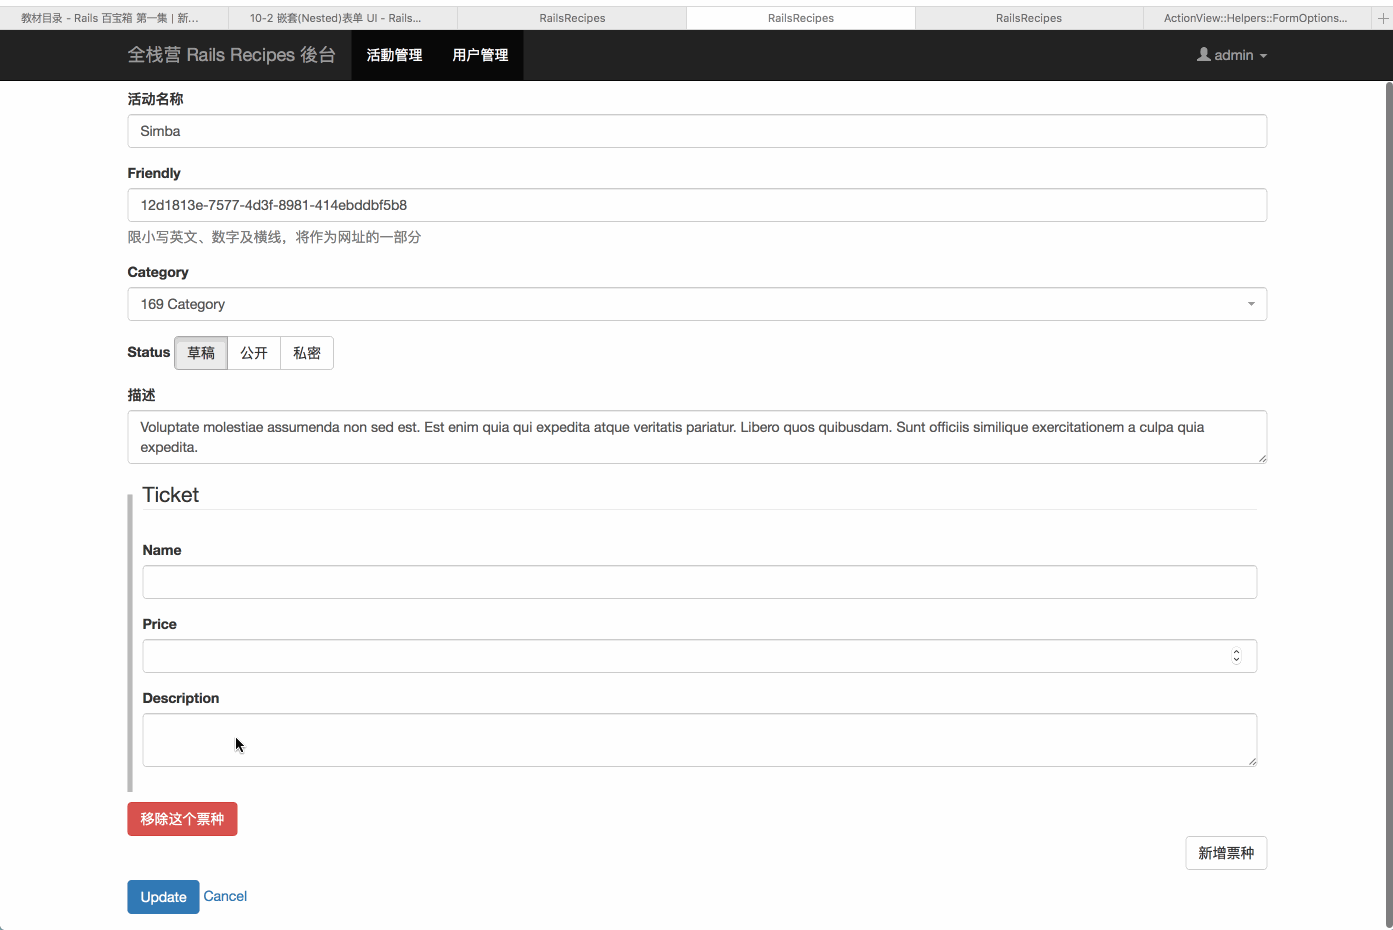 教材目录 - Rails 百宝箱 第一集 | 新...
10-2 嵌套(Nested)表单 UI - Rails...
RailsRecipes
RailsRecipes
RailsRecipes
ActionView::Helpers::FormOptions...
全栈营 Rails Recipes 後台
活動管理
用户管理
admin
活动名称
Simba
Friendly
12d1813e-7577-4d3f-8981-414ebddbf5b8
限小写英文、数字及横线，将作为网址的一部分
Category
169 Category
Status 草稿 公开 私密
描述
Voluptate molestiae assumenda non sed est. Est enim quia qui expedita atque veritatis pariatur. Libero quos quibusdam. Sunt officiis similique exercitationem a culpa quia
expedita.
Ticket
Name
Price
Description
移除这个票种
新增票种
Update Cancel